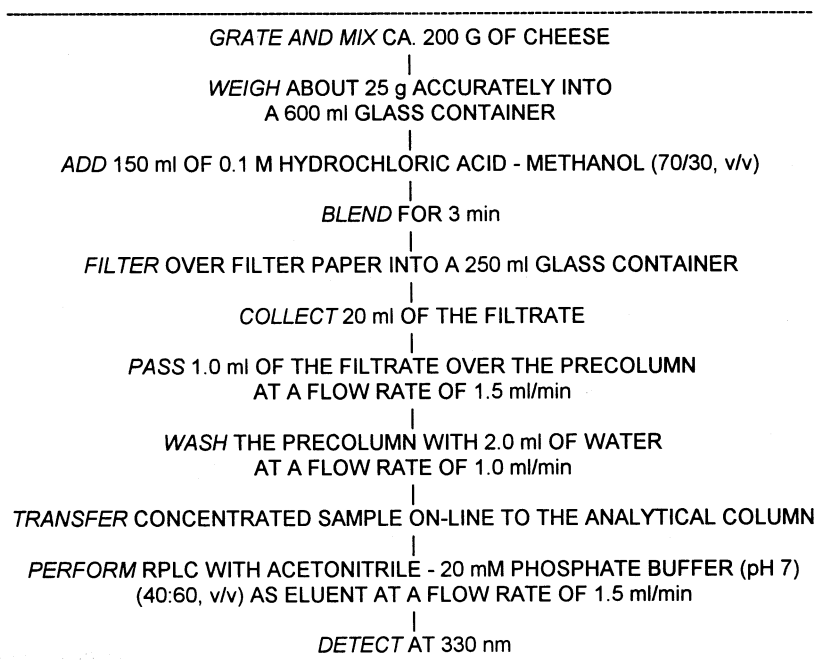 GRATE AND MIX CA. 200 G OF CHEESE
WEIGH ABOUT 25 g ACCURATELY INTO
A 600 ml GLASS CONTAINER
ADD 150 ml OF 0.1 M HYDROCHLORIC ACID - METHANOL (70/30, v/v)
BLEND FOR 3 min
FILTER OVER FILTER PAPER INTO A 250 ml GLASS CONTAINER
COLLECT 20 ml OF THE FILTRATE
PASS 1.0 ml OF THE FILTRATE OVER THE PRECOLUMN
AT A FLOW RATE OF 1.5 ml/min
WASH THE PRECOLUMN WITH 2.0 ml OF WATER
AT A FLOW RATE OF 1.0 ml/min
TRANSFER CONCENTRATED SAMPLE ON-LINE TO THE ANALYTICAL COLUMN
PERFORM RPLC WITH ACETONITRILE - 20 mM PHOSPHATE BUFFER (pH 7)
(40:60, v/v) AS ELUENT AT A FLOW RATE OF 1.5 ml/min
DETECT AT 330 nm